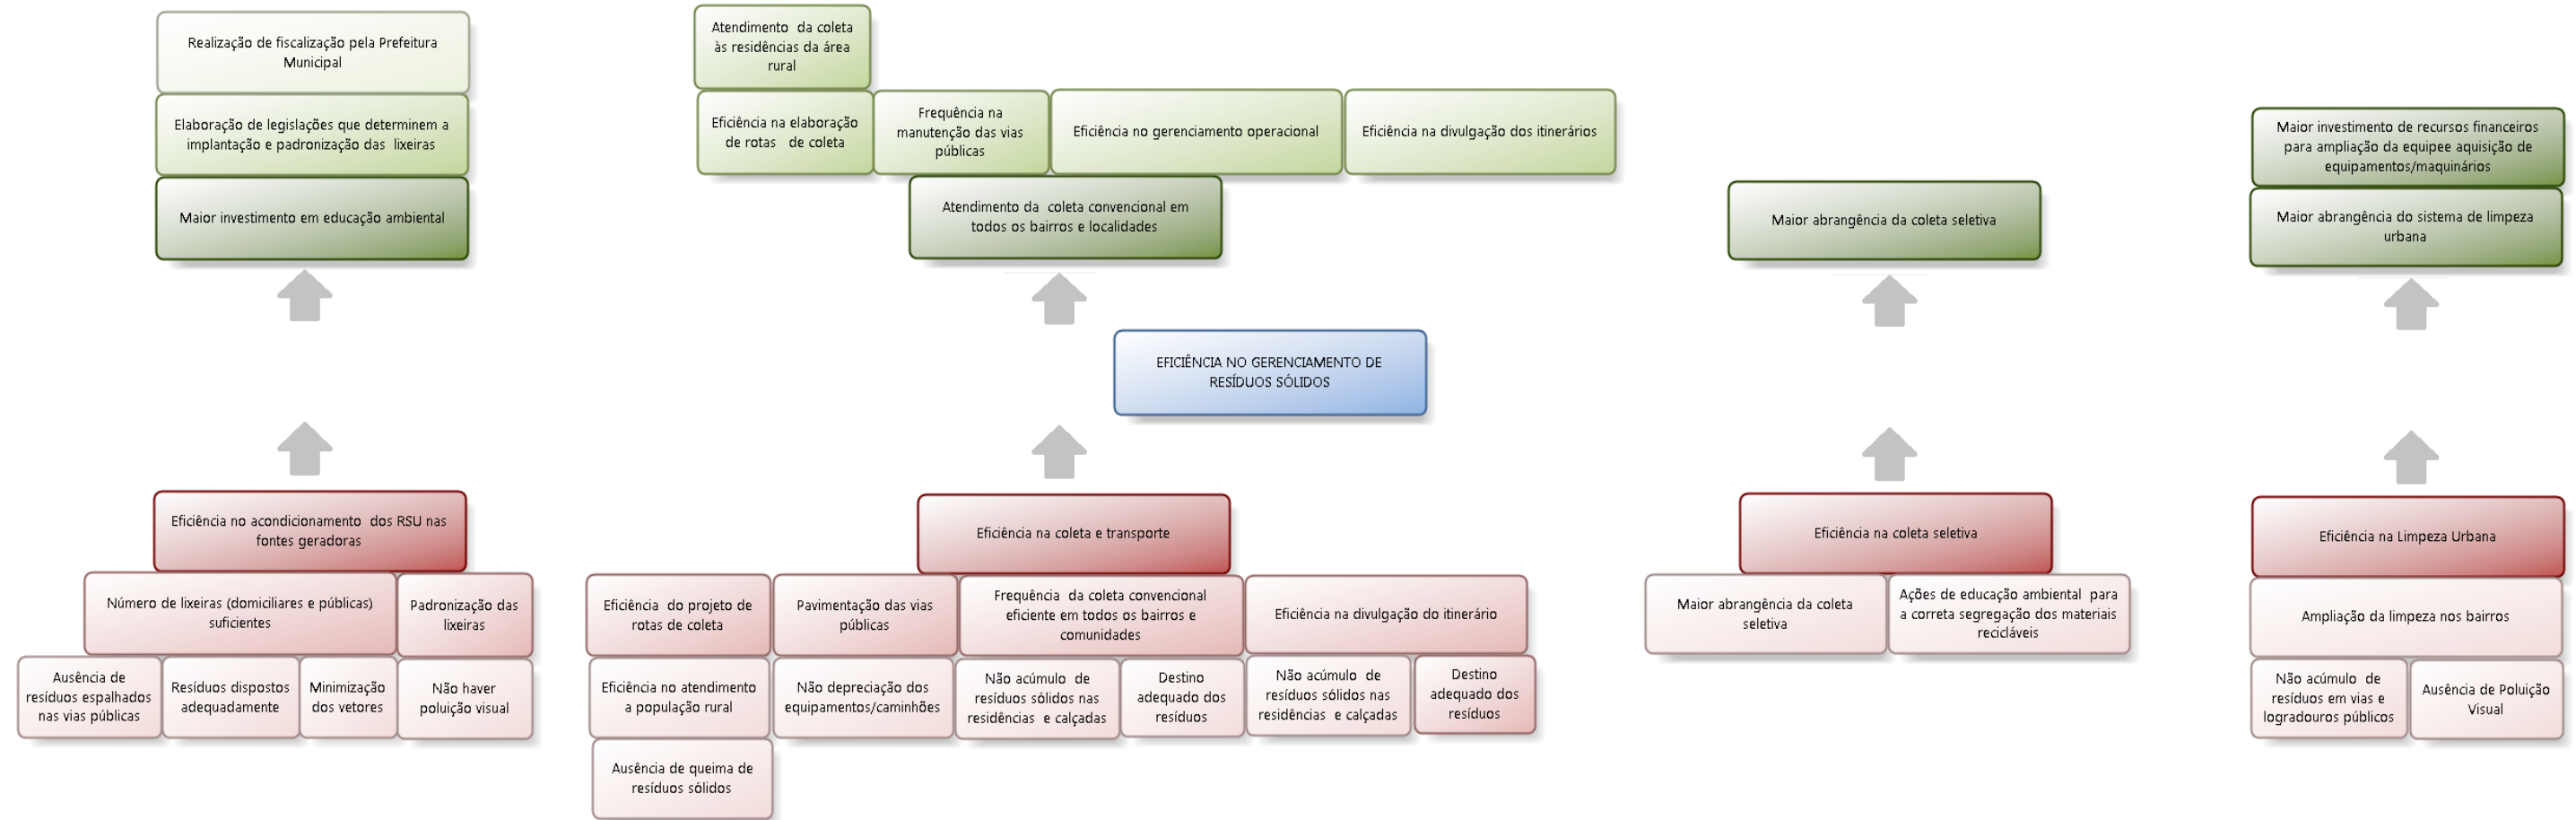 Realização de fiscalização pela Prefeitura
Municipal
Elaboração de legislações que determinem a
implantação e padronização das lixeiras
Maior investimento em educação ambiental
Atendimento da coleta
às residências da área
rural
Eficiência na elaboração
de rotas de coleta
Frequência na
manutenção das vias
públicas
Eficiência no gerenciamento operacional
Eficiência na divulgação dos itinerários
Atendimento da coleta convencional em
todos os bairros e localidades
Maior abrangência da coleta seletiva
Maior investimento de recursos financeiros
para ampliação da equipee aquisição de
equipamentos/maquinários
Maior abrangência do sistema de limpeza
urbana
EFICIÊNCIA NO GERENCIAMENTO DE
RESÍDUOS SÓLIDOS
Eficiência no acondicionamento dos RSU nas
fontes geradoras
Número de lixeiras (domiciliares e públicas)
suficientes
Padronização das
lixeiras
Ausência de
resíduos espalhados
nas vias públicas
Resíduos dispostos
adequadamente
Minimização
dos vetores
Não haver
poluição visual
Eficiência na coleta e transporte
Eficiência do projeto de
rotas de coleta
Pavimentação das vias
públicas
Frequência da coleta convencional
eficiente em todos os bairros e
comunidades
Eficiência na divulgação do itinerário
Eficiência no atendimento
a população rural
Não depreciação dos
equipamentos/caminhões
Não acúmulo de
resíduos sólidos nas
residências e calçadas
Destino
adequado dos
resíduos
Não acúmulo de
resíduos sólidos nas
residências e calçadas
Destino
adequado dos
resíduos
Ausência de queima de
resíduos sólidos
Eficiência na coleta seletiva
Maior abrangência da coleta
seletiva
Ações de educação ambiental para
a correta segregação dos materiais
recicláveis
Eficiência na Limpeza Urbana
Ampliação da limpeza nos bairros
Não acúmulo de
resíduos em vias e
logradouros públicos
Ausência de Poluição
Visual